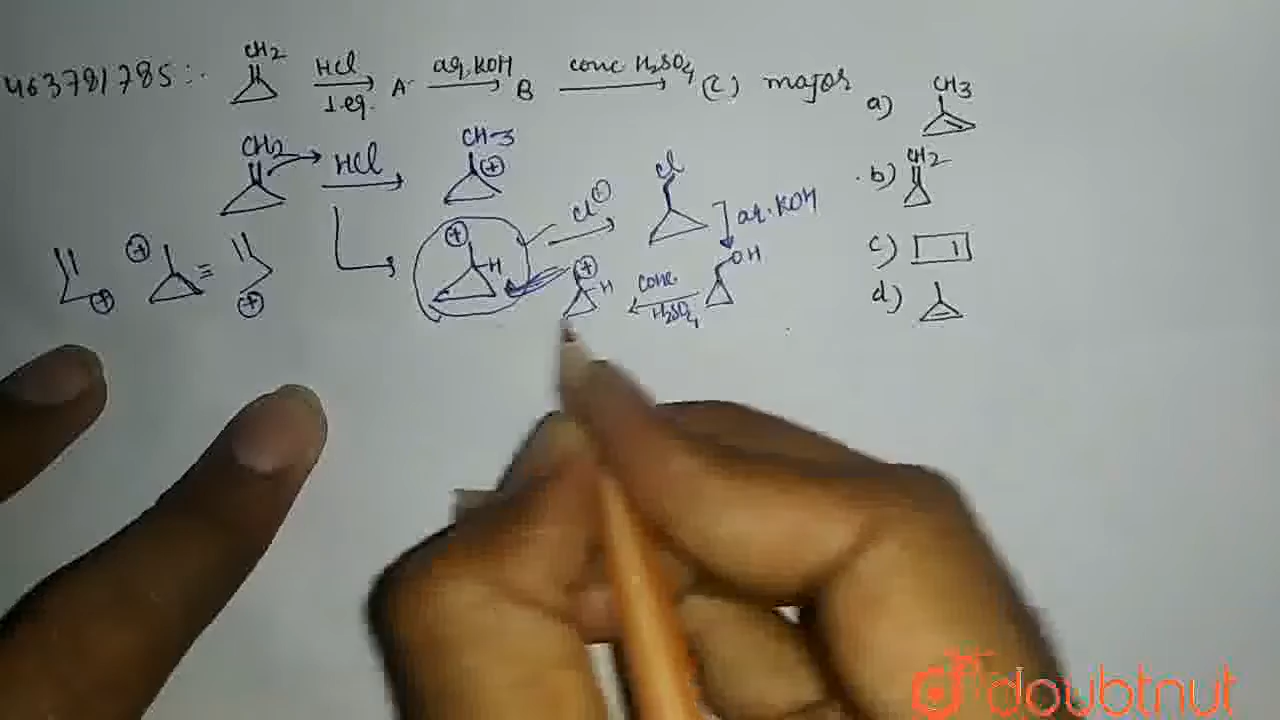 463781785:- CH2 HCl 1.eq. A aq.KOH B conc H2SO4 (C) major
a) CH3
CH2 HCl CH3 ⊕
b) CH2
⊕ H Cl⊖ Cl aq.KOH
c)
⊕ ⊕ ⊕ H conc. H2SO4 OH
d)
doubtnut